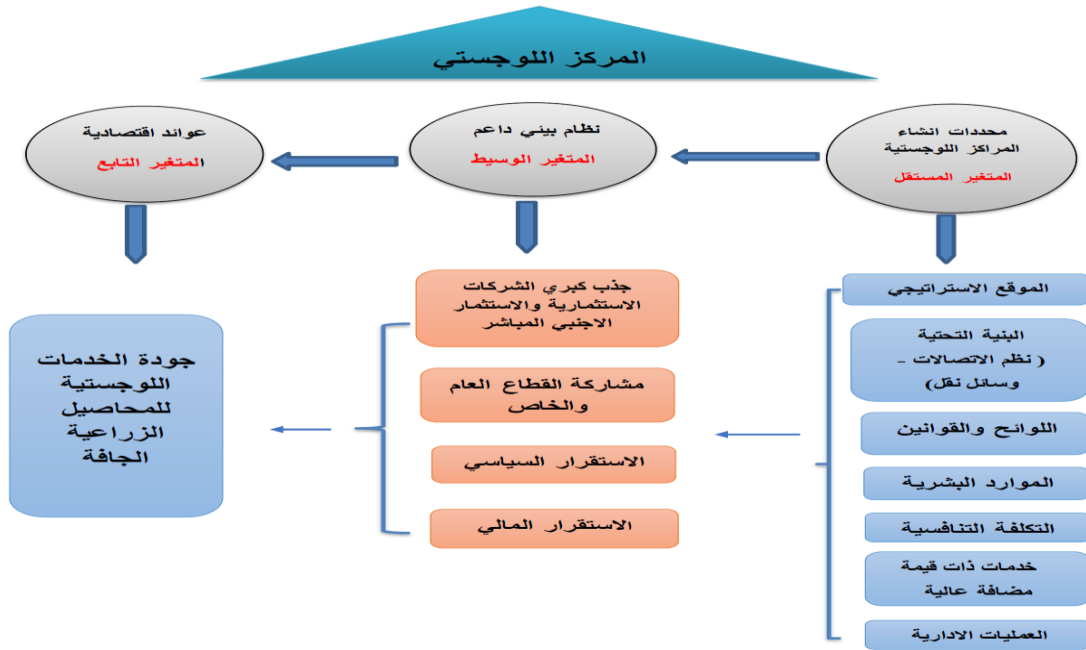 المركز اللوجستي
محددات انشاء
المراكز اللوجستية
المتغير المستقل
نظام بيئي داعم
المتغير الوسيط
عوائد اقتصادية
المتغير التابع
الموقع الاستراتيجي
البنية التحتية
( نظم الاتصالات –
وسائل نقل)
اللوائح والقوانين
الموارد البشرية
التكلفة التنافسية
خدمات ذات قيمة
مضافة عالية
العمليات الادارية
جذب كبري الشركات
الاستثمارية والاستثمار
الاجنبي المباشر
مشاركة القطاع العام
والخاص
الاستقرار السياسي
الاستقرار المالي
جودة الخدمات
اللوجستية
للمحاصيل
الزراعية
الجافة